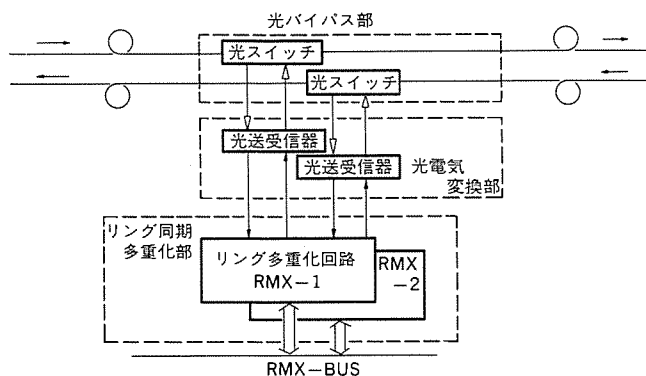 光バイパス部
光スイッチ
光スイッチ
光送受信器
光送受信器
光電気
変換部
リング同期
多重化部
リング多重化回路
RMX-1
RMX
-2
RMX-BUS